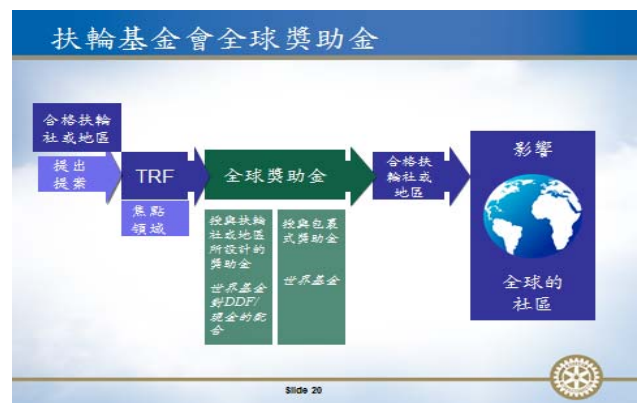 扶輪基金會全球獎助金
合格扶輪
社或地區
提出
提案
TRF
焦點
領域
全球獎助金
授與扶輪
社或地區
所設計的
獎助金
世界基金
對DDF/
現金的配
合
授與包裹
式獎助金
世界基金
合格扶
輪社或
地區
影響
全球的
社區
Slide 20